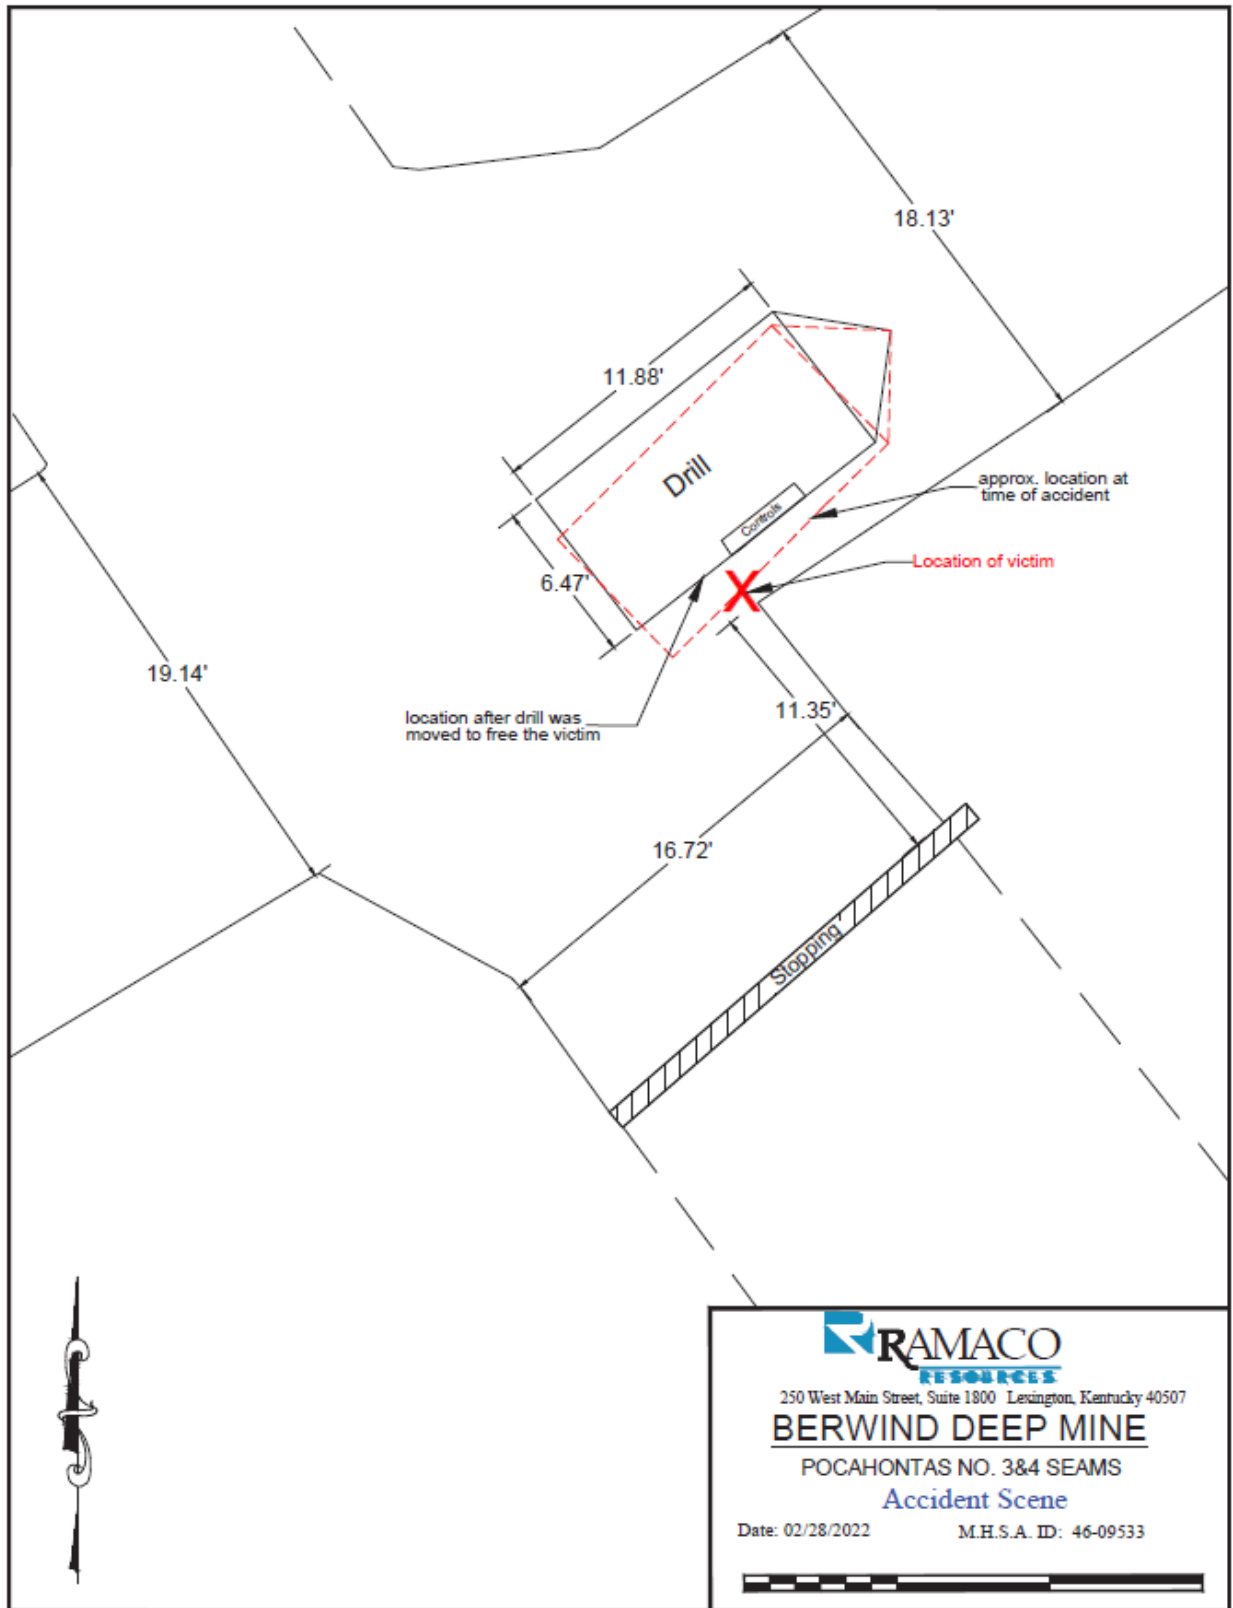 18.13'
11.88'
Drill
approx. location at
time of accident
Controls
Location of victim
6.47'
19.14'
location after drill was
moved to free the victim
11.35'
16.72'
Stopping
RAMACO
RESOURCES
250 West Main Street, Suite 1800 Lexington, Kentucky 40507
BERWIND DEEP MINE
POCAHONTAS NO. 3&4 SEAMS
Accident Scene
Date: 02/28/2022 M.H.S.A. ID: 46-09533